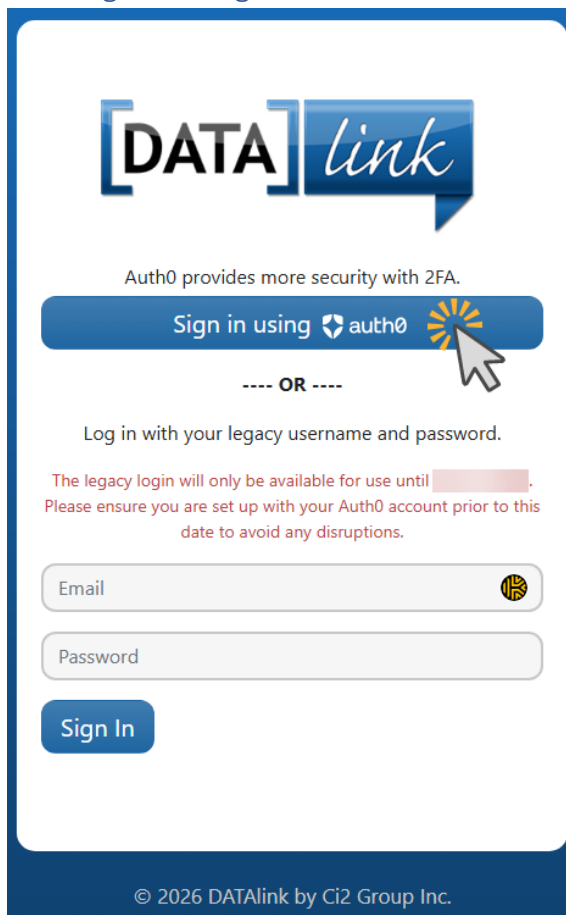 [DATA] link
Auth0 provides more security with 2FA.
Sign in using auth0
---- OR ----
Log in with your legacy username and password.
The legacy login will only be available for use until .
Please ensure you are set up with your Auth0 account prior to this
date to avoid any disruptions.
Email
Password
Sign In
© 2026 DATAlink by Ci2 Group Inc.